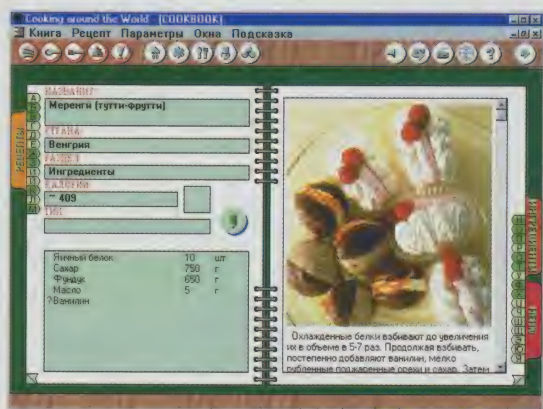 Cooking around the World - [COOKBOOK]
Книга Рецепт Параметры Окна Подсказка
НАЗВАНИЕ
Меренги (тутти-фрутти)
СТРАНА
Венгрия
РАЗДЕЛ
Ингредиенты
КАЛОРИИ
~ 409
ТИП
РЕЦЕПТЫ
Яичный белок 10 шт
Сахар 750 г
Фундук 650 г
Масло 5 г
?Ванилин
ИНГРЕДИЕНТЫ
Охлажденные белки взбивают до увеличения
их в объеме в 5-7 раз. Продолжая взбивать,
постепенно добавляют ванилин, мелко
рубленные поджаренные орехи и сахар. Затем